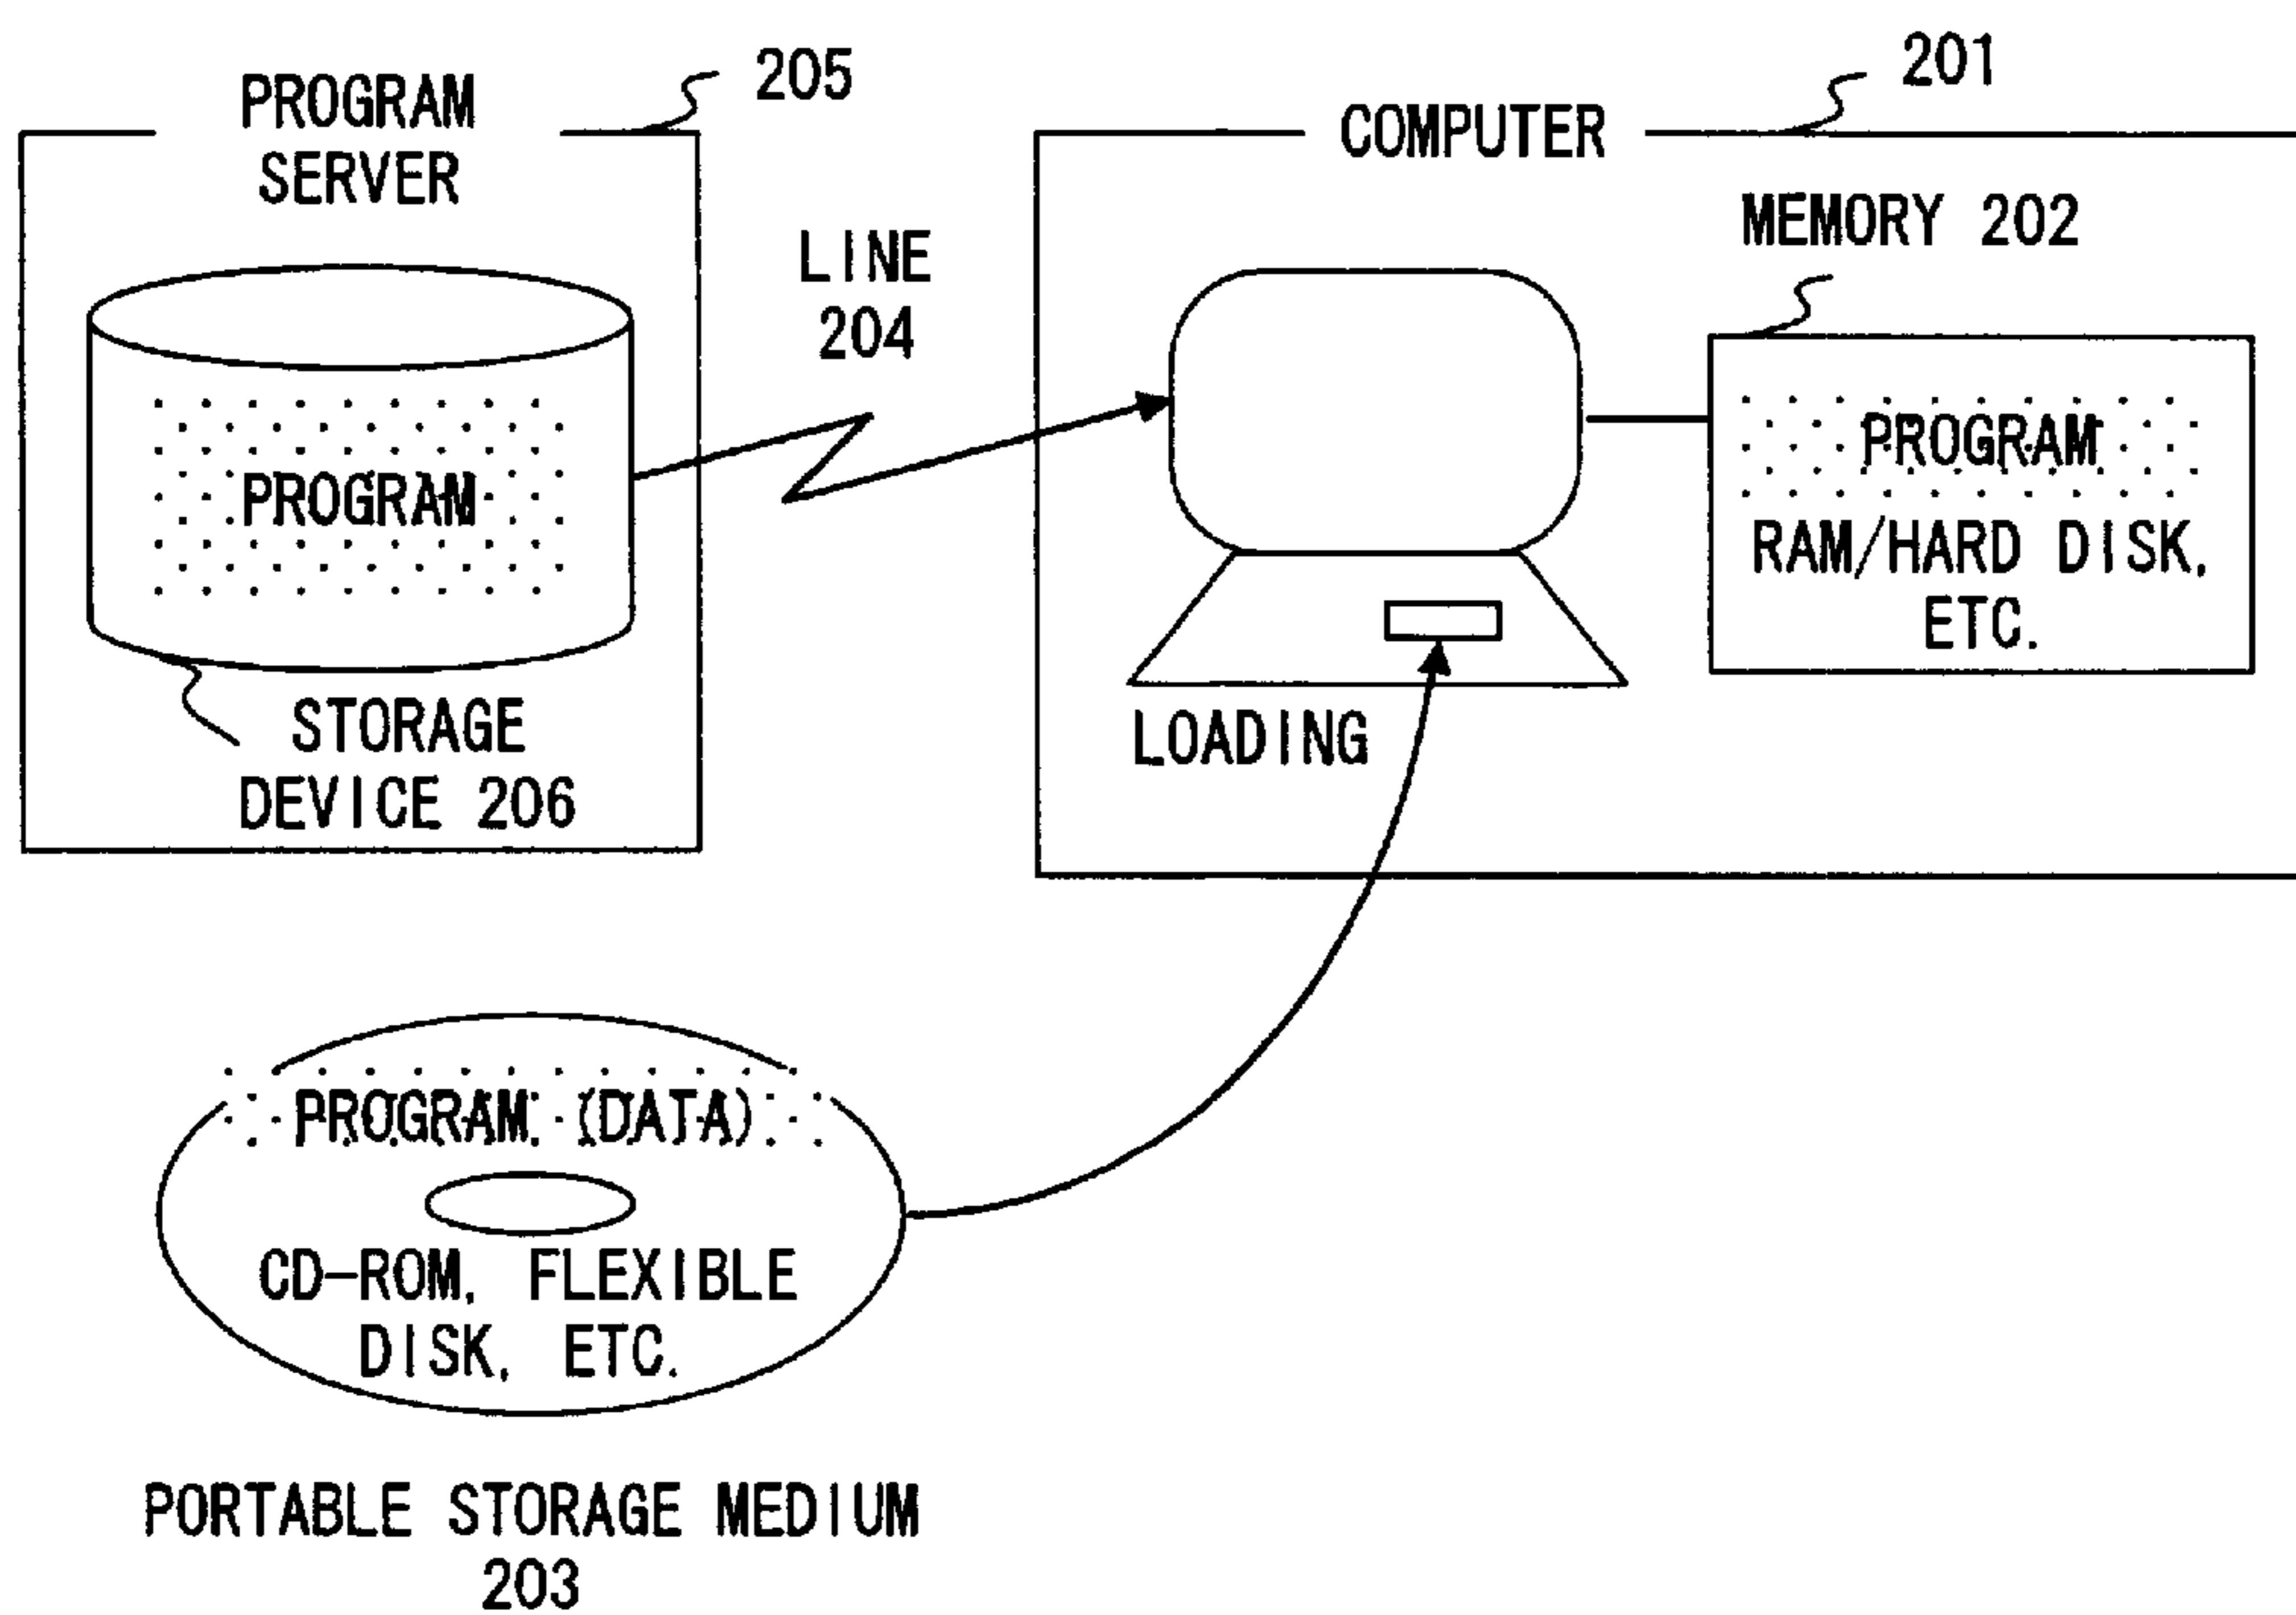 205
PROGRAM
SERVER
PROGRAM
STORAGE
DEVICE 206
LINE
204
201
COMPUTER
MEMORY 202
PROGRAM
RAM/HARD DISK,
ETC.
LOADING
PROGRAM (DATA)
CD-ROM, FLEXIBLE
DISK, ETC.
PORTABLE STORAGE MEDIUM
203